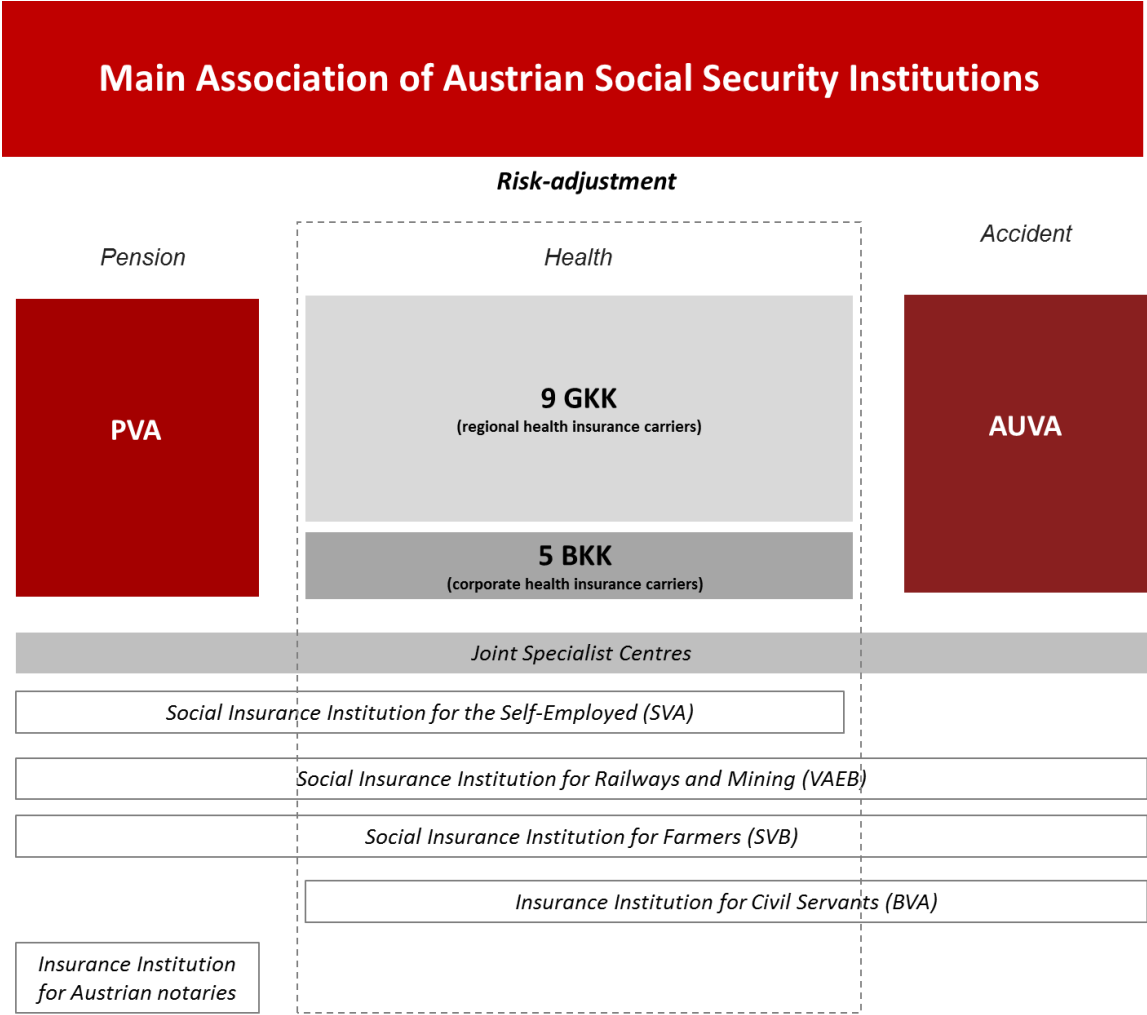 Main Association of Austrian Social Security Institutions
Risk-adjustment
Pension
Health
Accident
PVA
9 GKK
(regional health insurance carriers)
AUVA
5 BKK
(corporate health insurance carriers)
Joint Specialist Centres
Social Insurance Institution for the Self-Employed (SVA)
Social Insurance Institution for Railways and Mining (VAEB)
Social Insurance Institution for Farmers (SVB)
Insurance Institution for Civil Servants (BVA)
Insurance Institution
for Austrian notaries